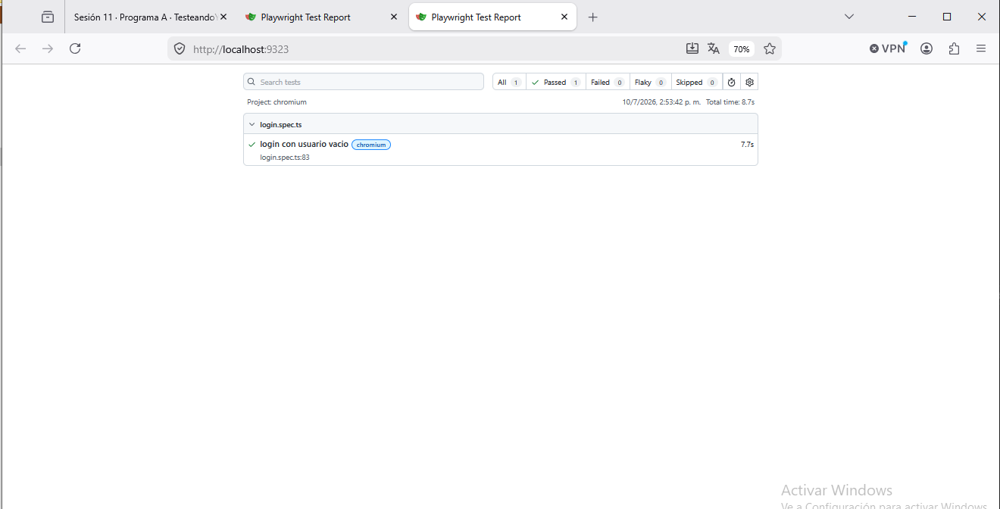 Sesión 11 · Programa A · Testeando
Playwright Test Report
Playwright Test Report
http://localhost:9323
70%
VPN
Search tests
All 1
Passed 1
Failed 0
Flaky 0
Skipped 0
Project: chromium
10/7/2026, 2:53:42 p. m. Total time: 8.7s
login.spec.ts
login con usuario vacio chromium
7.7s
login.spec.ts:83
Activar Windows
Ve a Configuración para activar Windows